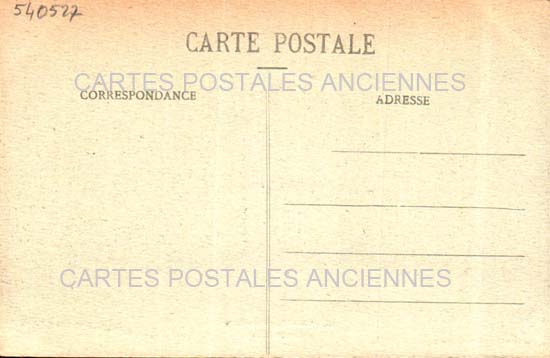 540527
CARTE POSTALE
CARTES POSTALES ANCIENNES
CORRESPONDANCE
ADRESSE
CARTES POSTALES ANCIENNES